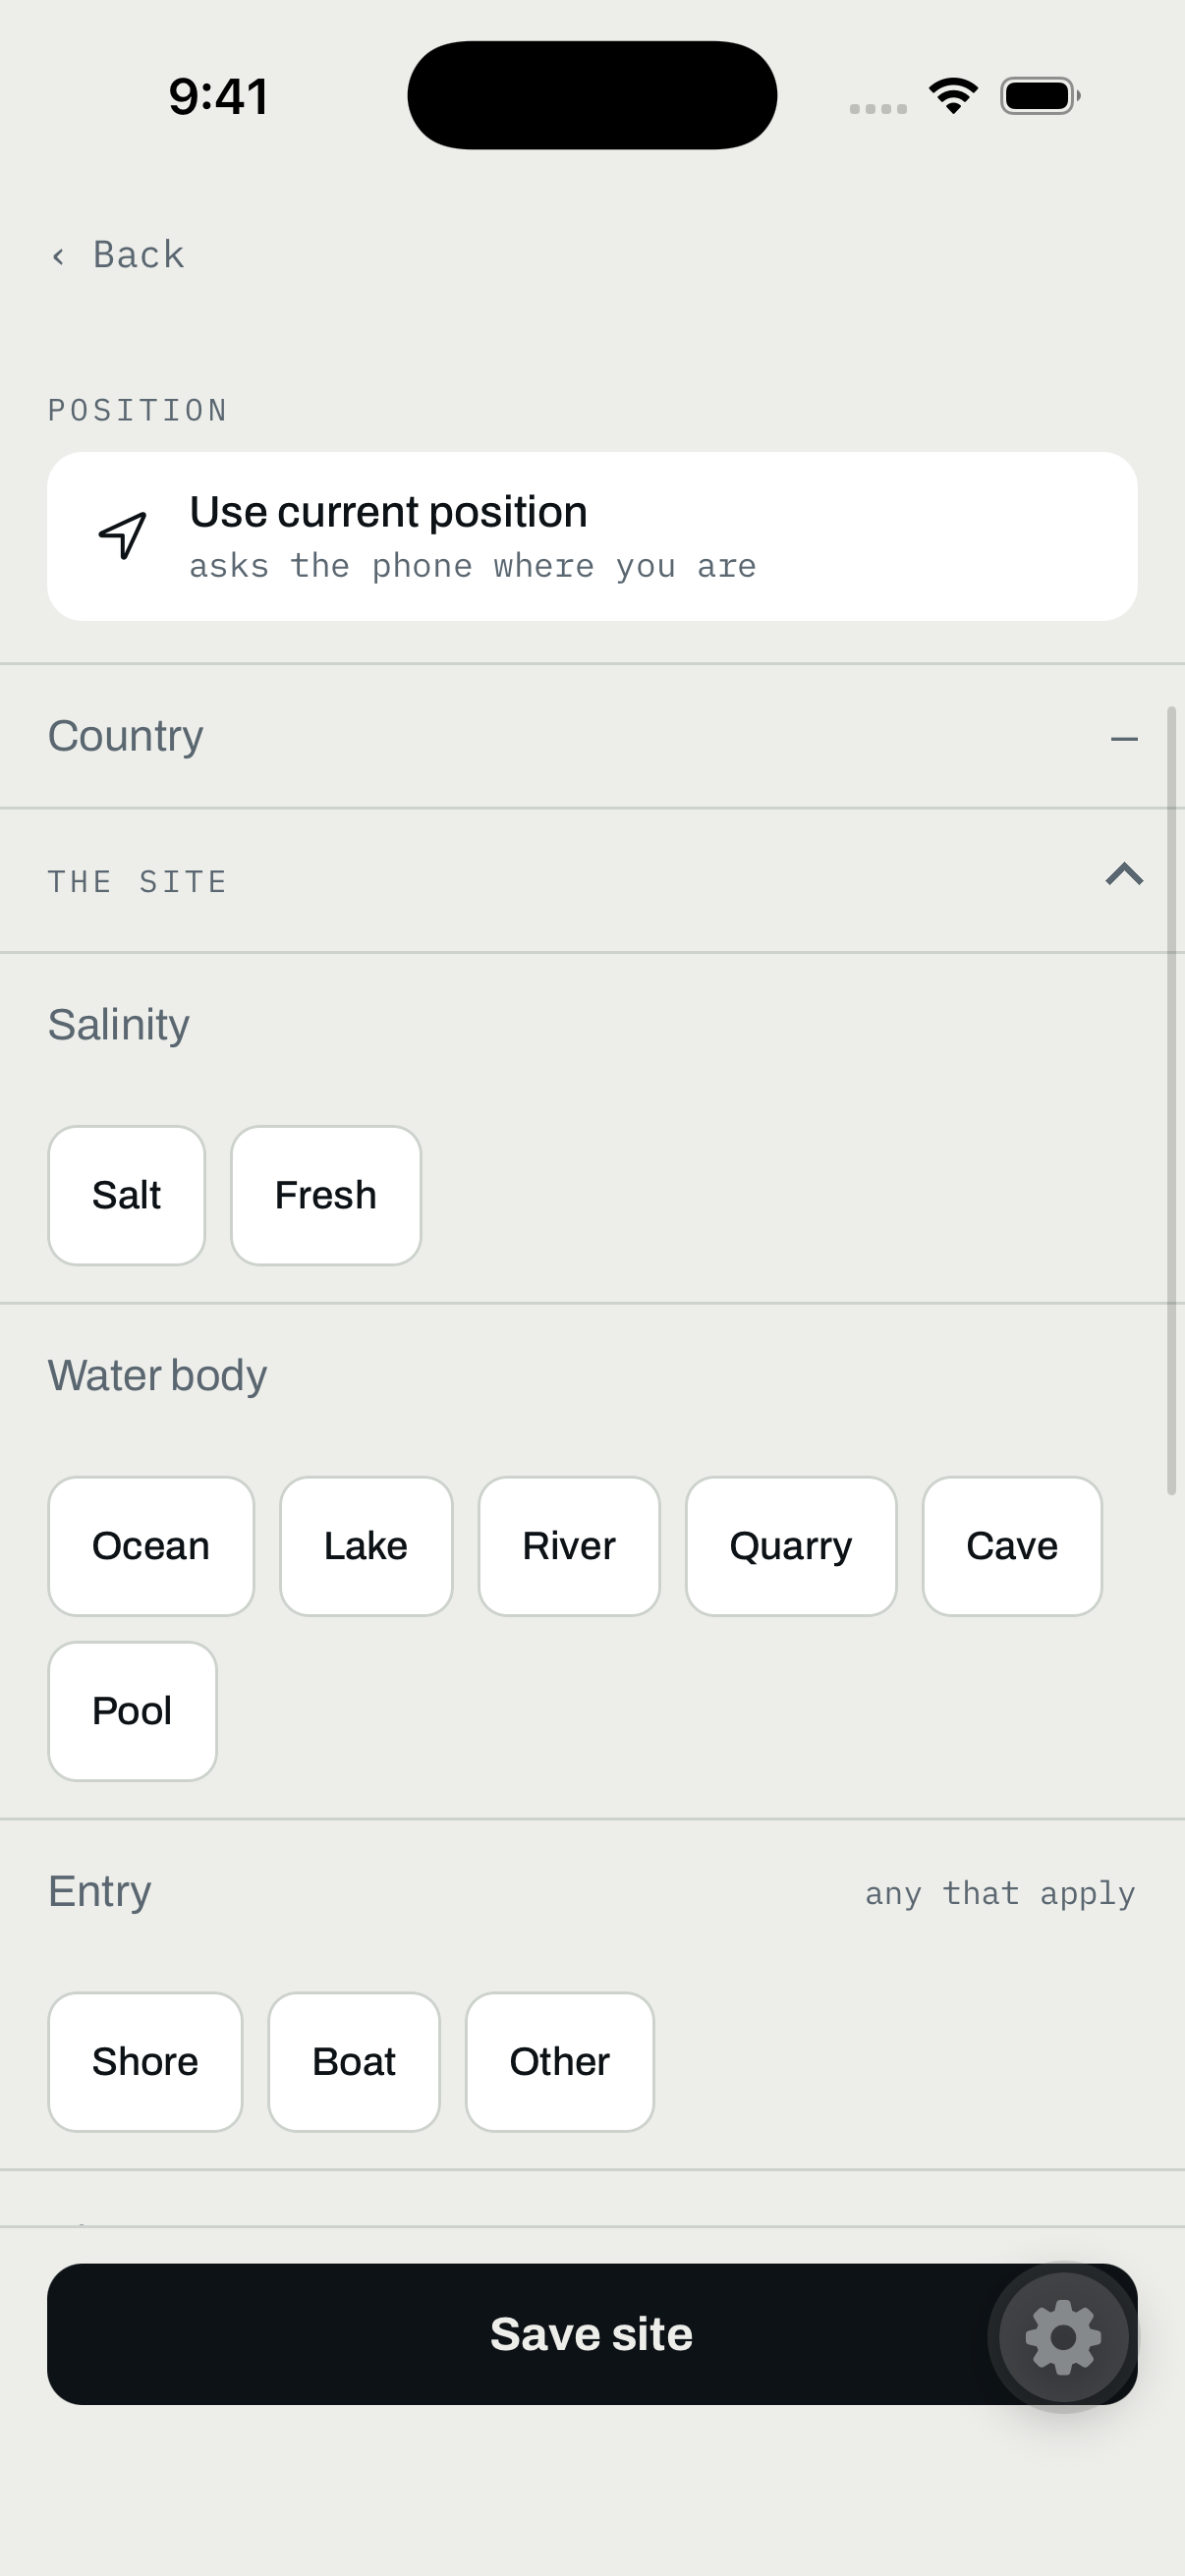 9:41
‹ Back
POSITION
Use current position
asks the phone where you are
Country –
THE SITE
Salinity
Salt Fresh
Water body
Ocean Lake River Quarry Cave
Pool
Entry any that apply
Shore Boat Other
Save site